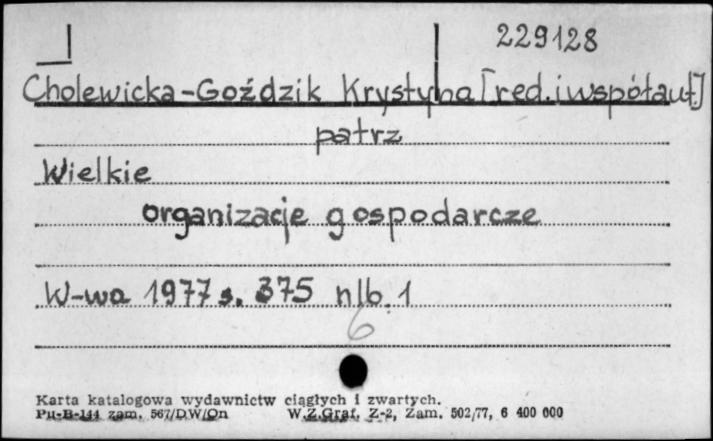 229128
Cholewicka-Goździk Krystyna [red. i współaut.]
patrz
Wielkie
organizacje gospodarcze
W-wa 1977 s. 375 nlb. 1
6
Karta katalogowa wydawnictw ciągłych i zwartych.
Pu-B-144 zam. 567/DW/On W.Z.Graf. Z-2, Zam. 502/77, 6 400 000